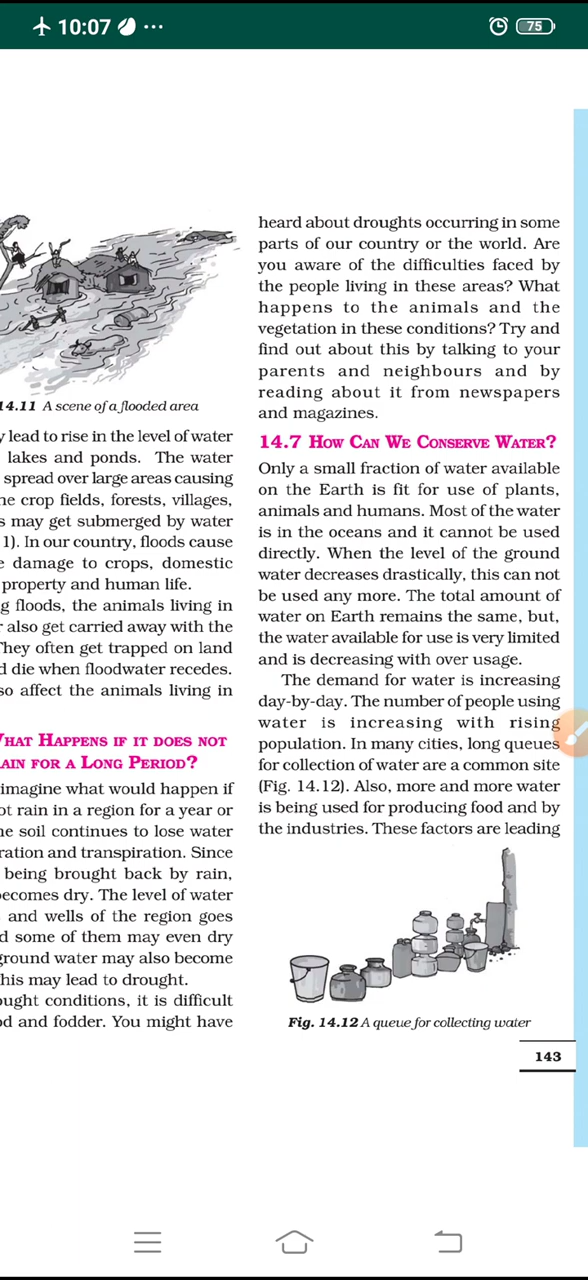 10:07 ...
75
14.11 A scene of a flooded area
y lead to rise in the level of water
lakes and ponds. The water
spread over large areas causing
he crop fields, forests, villages,
s may get submerged by water
1). In our country, floods cause
e damage to crops, domestic
property and human life.
g floods, the animals living in
r also get carried away with the
They often get trapped on land
d die when floodwater recedes.
so affect the animals living in
WHAT HAPPENS IF IT DOES NOT
AIN FOR A LONG PERIOD?
imagine what would happen if
ot rain in a region for a year or
he soil continues to lose water
ration and transpiration. Since
being brought back by rain,
becomes dry. The level of water
and wells of the region goes
d some of them may even dry
ground water may also become
his may lead to drought.
ought conditions, it is difficult
od and fodder. You might have
heard about droughts occurring in some
parts of our country or the world. Are
you aware of the difficulties faced by
the people living in these areas? What
happens to the animals and the
vegetation in these conditions? Try and
find out about this by talking to your
parents and neighbours and by
reading about it from newspapers
and magazines.
14.7 HOW CAN WE CONSERVE WATER?
Only a small fraction of water available
on the Earth is fit for use of plants,
animals and humans. Most of the water
is in the oceans and it cannot be used
directly. When the level of the ground
water decreases drastically, this can not
be used any more. The total amount of
water on Earth remains the same, but,
the water available for use is very limited
and is decreasing with over usage.
The demand for water is increasing
day-by-day. The number of people using
water is increasing with rising
population. In many cities, long queues
for collection of water are a common site
(Fig. 14.12). Also, more and more water
is being used for producing food and by
the industries. These factors are leading
Fig. 14.12 A queue for collecting water
143